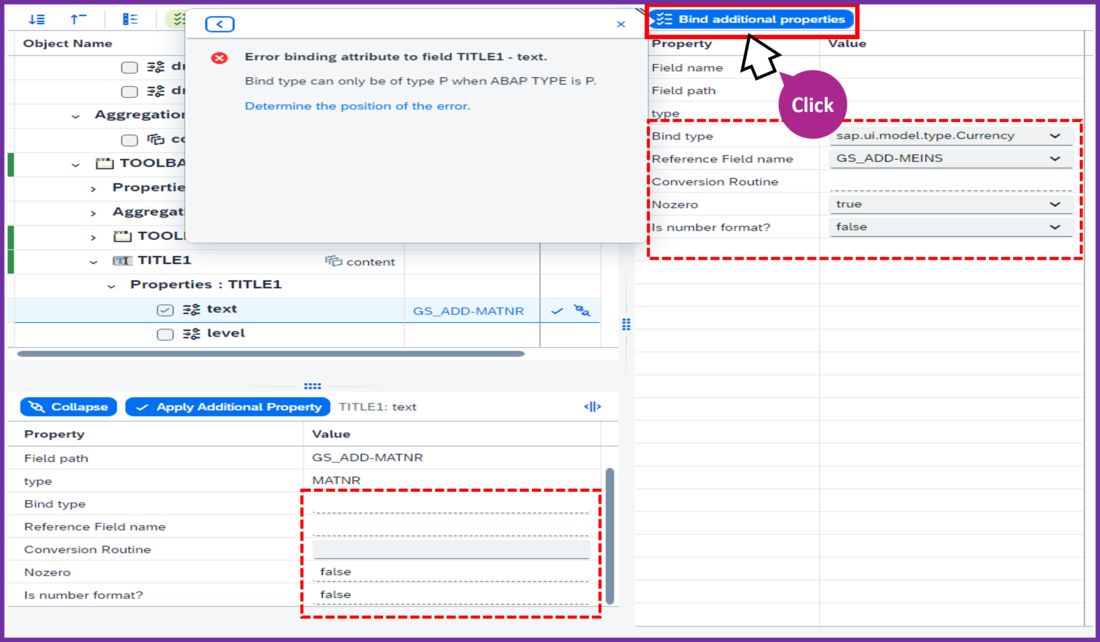 Bind additional properties
Object Name
Error binding attribute to field TITLE1 - text.
Bind type can only be of type P when ABAP TYPE is P.
Determine the position of the error.
Aggregation
TOOLBA
Propertie
Aggregat
TOOL
TITLE1
content
Properties : TITLE1
text
GS_ADD-MATNR
level
Property
Value
Field name
Click
Field path
type
Bind type
sap.ui.model.type.Currency
Reference Field name
GS_ADD-MEINS
Conversion Routine
Nozero
true
Is number format?
false
Collapse
Apply Additional Property
TITLE1: text
Property
Value
Field path
GS_ADD-MATNR
type
MATNR
Bind type
Reference Field name
Conversion Routine
Nozero
false
Is number format?
false